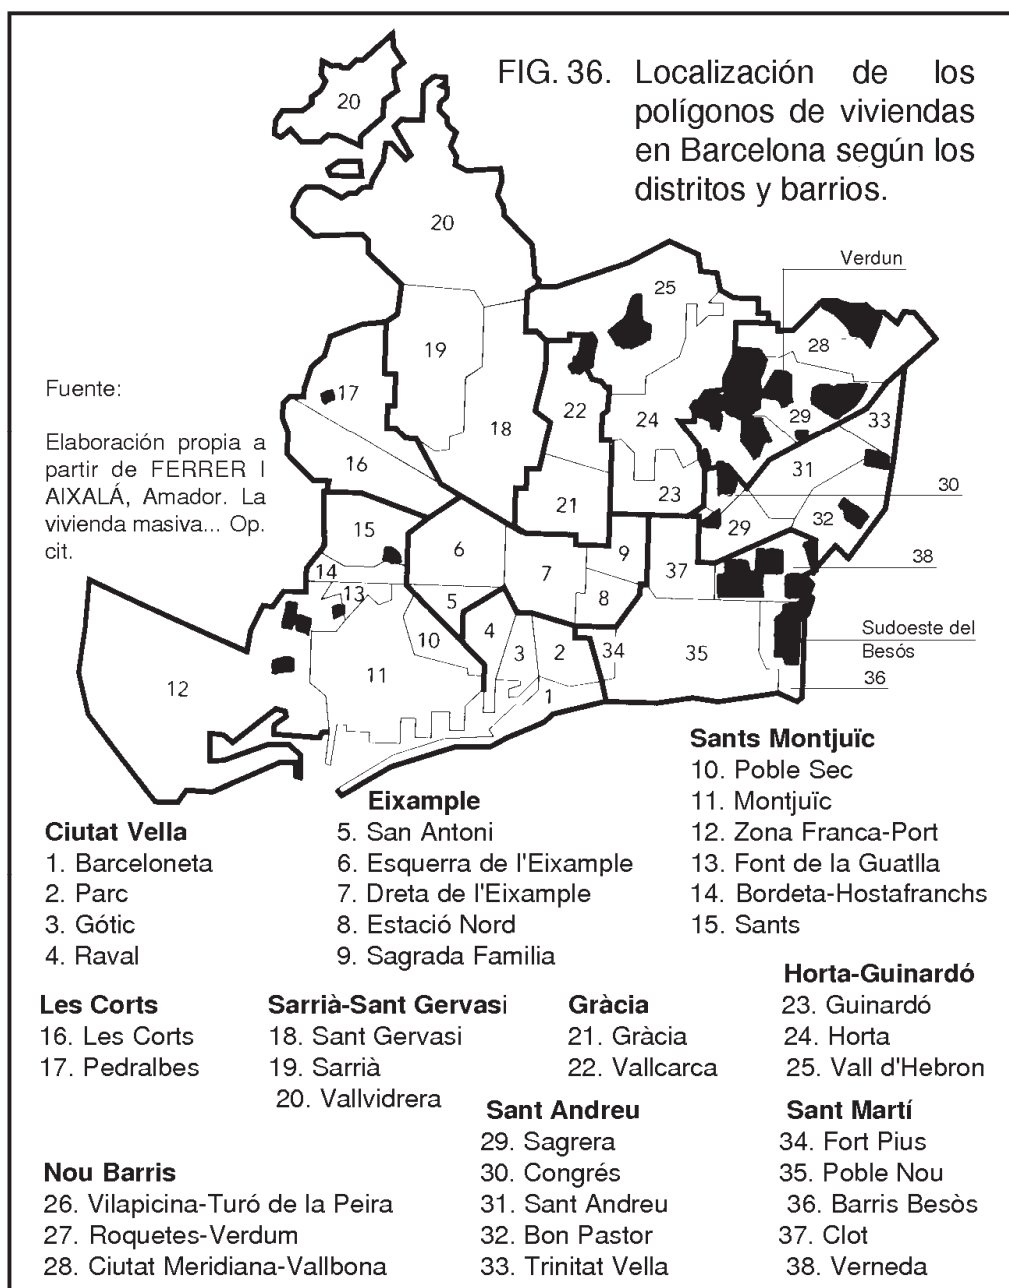 FIG. 36. Localización de los
polígonos de viviendas
en Barcelona según los
distritos y barrios.
20
20
Verdun
25
28
19
17
Fuente:
22
29
24
33
18
Elaboración propia a
partir de FERRER I
AIXALÁ, Amador. La
vivienda masiva... Op.
cit.
16
31
23
30
21
32
29
15
6
9
38
14
7
37
13
8
5
10
4
Sudoeste del
Besós
3
2
34
35
12
11
36
1
Sants Montjuïc
10. Poble Sec
11. Montjuïc
12. Zona Franca-Port
13. Font de la Guatlla
14. Bordeta-Hostafranchs
15. Sants
Eixample
5. San Antoni
6. Esquerra de l'Eixample
7. Dreta de l'Eixample
8. Estació Nord
9. Sagrada Familia
Ciutat Vella
1. Barceloneta
2. Parc
3. Gótic
4. Raval
Les Corts
16. Les Corts
17. Pedralbes
Sarrià-Sant Gervasi
18. Sant Gervasi
19. Sarrià
20. Vallvidrera
Gràcia
21. Gràcia
22. Vallcarca
Horta-Guinardó
23. Guinardó
24. Horta
25. Vall d'Hebron
Nou Barris
26. Vilapicina-Turó de la Peira
27. Roquetes-Verdum
28. Ciutat Meridiana-Vallbona
Sant Andreu
29. Sagrera
30. Congrés
31. Sant Andreu
32. Bon Pastor
33. Trinitat Vella
Sant Martí
34. Fort Pius
35. Poble Nou
36. Barris Besòs
37. Clot
38. Verneda